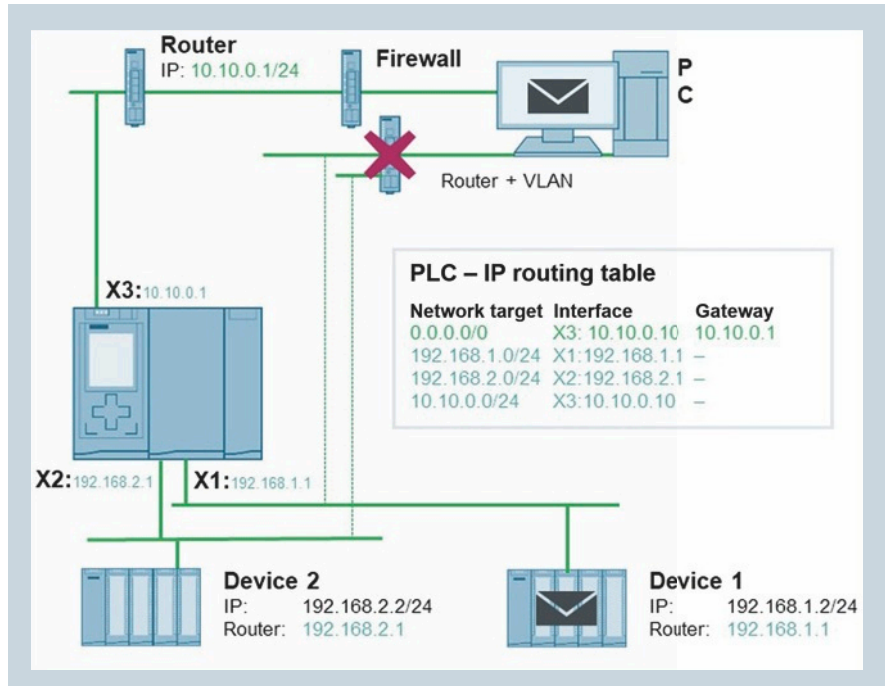 Router
IP: 10.10.0.1/24
Firewall
P
C
Router + VLAN
X3:10.10.0.1
PLC – IP routing table
Network target Interface Gateway
0.0.0.0/0 X3: 10.10.0.10 10.10.0.1
192.168.1.0/24 X1:192.168.1.1 –
192.168.2.0/24 X2:192.168.2.1 –
10.10.0.0/24 X3:10.10.0.10 –
X2:192.168.2.1 X1:192.168.1.1
Device 2
IP: 192.168.2.2/24
Router: 192.168.2.1
Device 1
IP: 192.168.1.2/24
Router: 192.168.1.1